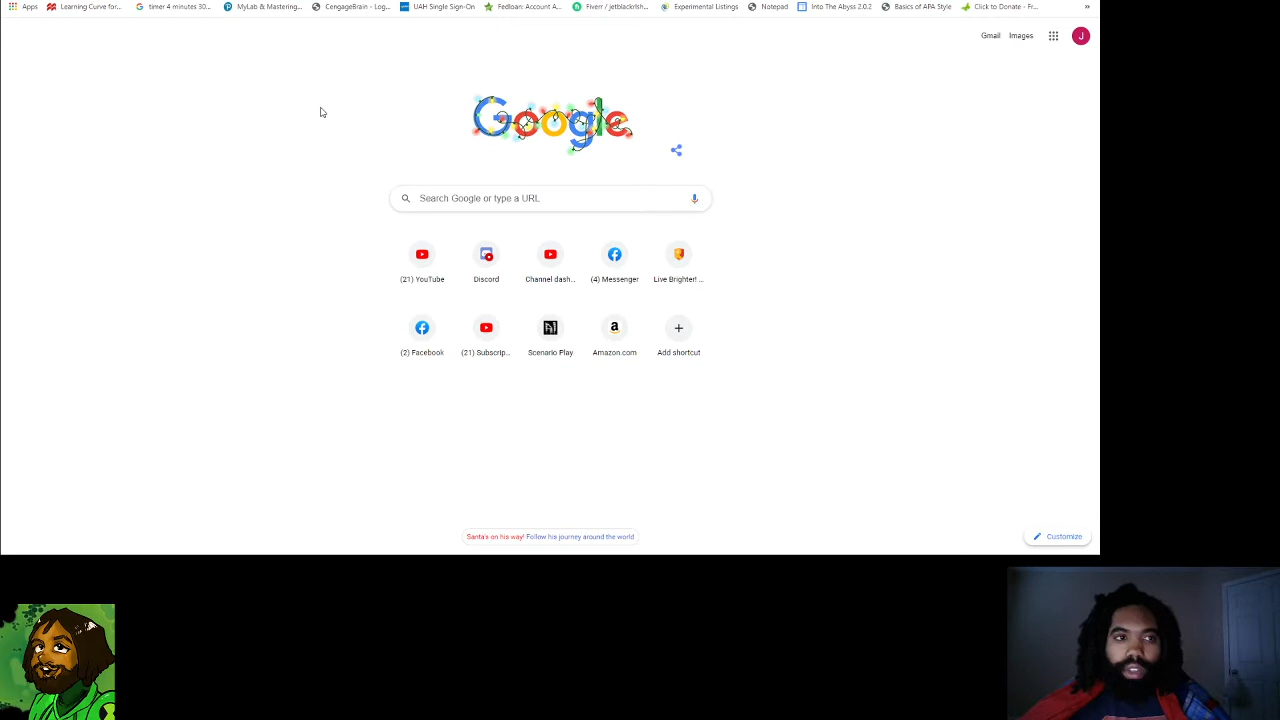 Apps Learning Curve for... timer 4 minutes 30... MyLab & Mastering... CengageBrain - Log... UAH Single Sign-On Fedloan: Account A... Fiverr / jetblackrlsh... Experimental Listings Notepad Into The Abyss 2.0.2 Basics of APA Style Click to Donate - Fr... »
Gmail Images J
Google
Search Google or type a URL
(21) YouTube Discord Channel dash... (4) Messenger Live Brighter! ...
(2) Facebook (21) Subscrip... Scenario Play Amazon.com Add shortcut
Santa's on his way! Follow his journey around the world
Customize